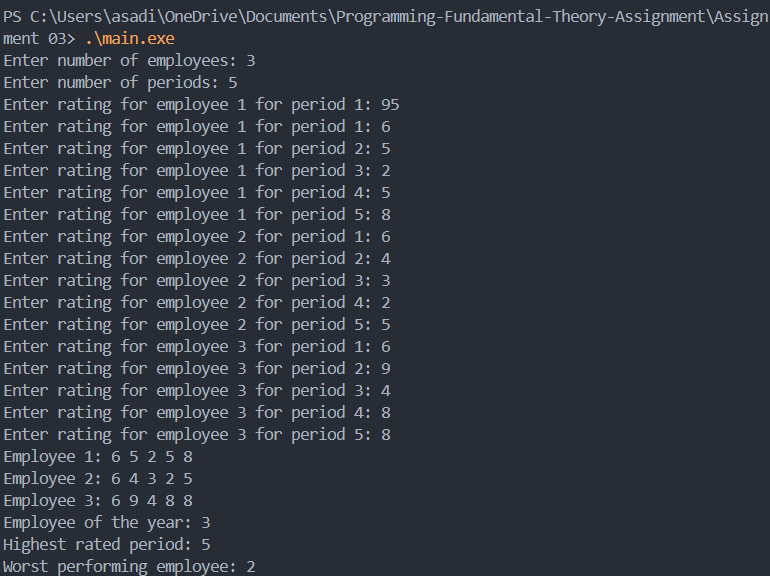 PS C:\Users\asadi\OneDrive\Documents\Programming-Fundamental-Theory-Assignment\Assign
ment 03> .\main.exe
Enter number of employees: 3
Enter number of periods: 5
Enter rating for employee 1 for period 1: 95
Enter rating for employee 1 for period 1: 6
Enter rating for employee 1 for period 2: 5
Enter rating for employee 1 for period 3: 2
Enter rating for employee 1 for period 4: 5
Enter rating for employee 1 for period 5: 8
Enter rating for employee 2 for period 1: 6
Enter rating for employee 2 for period 2: 4
Enter rating for employee 2 for period 3: 3
Enter rating for employee 2 for period 4: 2
Enter rating for employee 2 for period 5: 5
Enter rating for employee 3 for period 1: 6
Enter rating for employee 3 for period 2: 9
Enter rating for employee 3 for period 3: 4
Enter rating for employee 3 for period 4: 8
Enter rating for employee 3 for period 5: 8
Employee 1: 6 5 2 5 8
Employee 2: 6 4 3 2 5
Employee 3: 6 9 4 8 8
Employee of the year: 3
Highest rated period: 5
Worst performing employee: 2